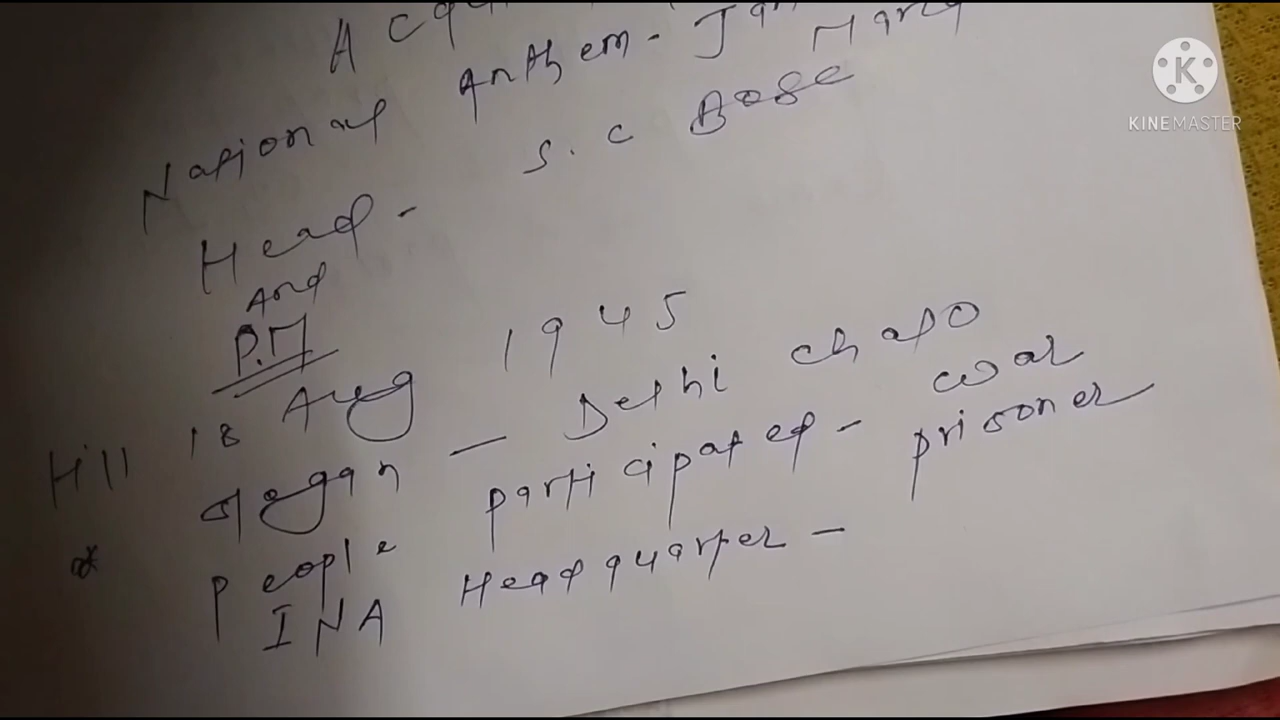 National Anthem - Jan
Head - S. C Bose
And
P.M
Hill 18 Aug 1945
Slogan — Delhi chalo
* People participated - war prisoner
INA Headquarter -
KINEMASTER